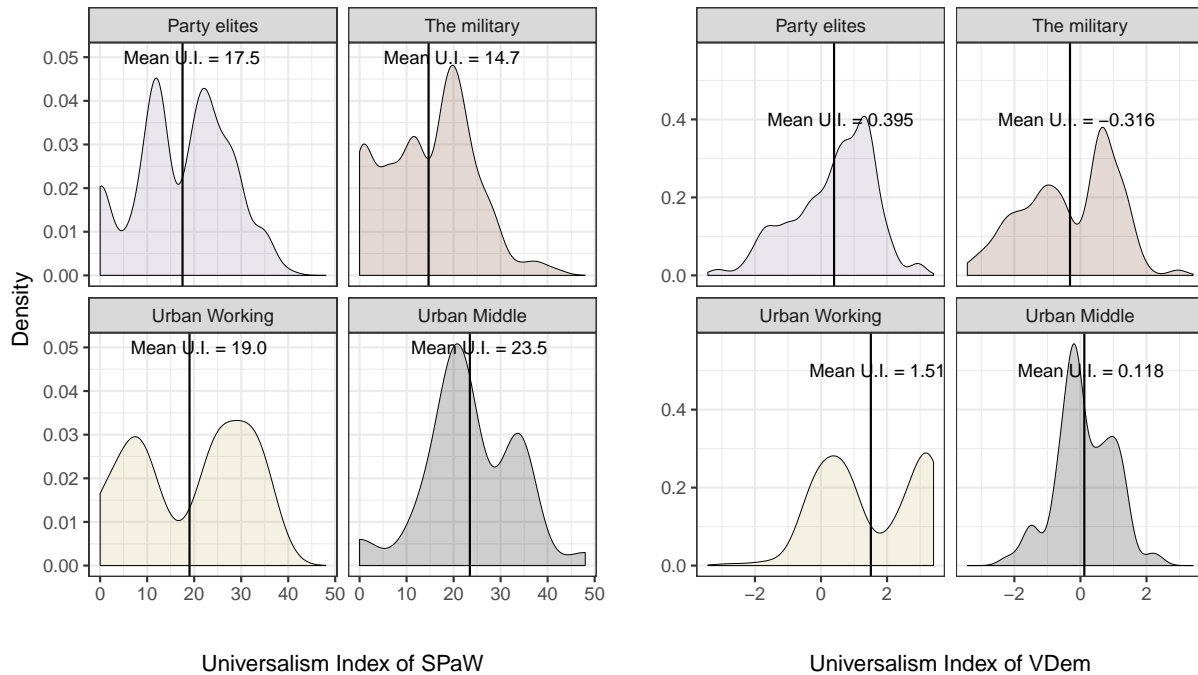 Party elites
The military
Party elites
The military
Mean U.I. = 17.5
Mean U.I. = 14.7
Mean U.I. = 0.395
Mean U.I. = −0.316
0.05
0.04
0.03
0.02
0.01
0.00
0.4
0.2
0.0
Density
Urban Working
Urban Middle
Urban Working
Urban Middle
Mean U.I. = 19.0
Mean U.I. = 23.5
Mean U.I. = 1.51
Mean U.I. = 0.118
0.05
0.04
0.03
0.02
0.01
0.00
0.4
0.2
0.0
0 10 20 30 40 50
0 10 20 30 40 50
−2 0 2
−2 0 2
Universalism Index of SPaW
Universalism Index of VDem